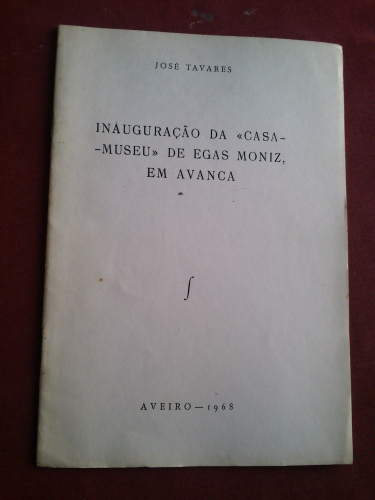 JOSÉ TAVARES
INAUGURAÇÃO DA «CASA-
-MUSEU» DE EGAS MONIZ,
EM AVANCA
∫
AVEIRO — 1968